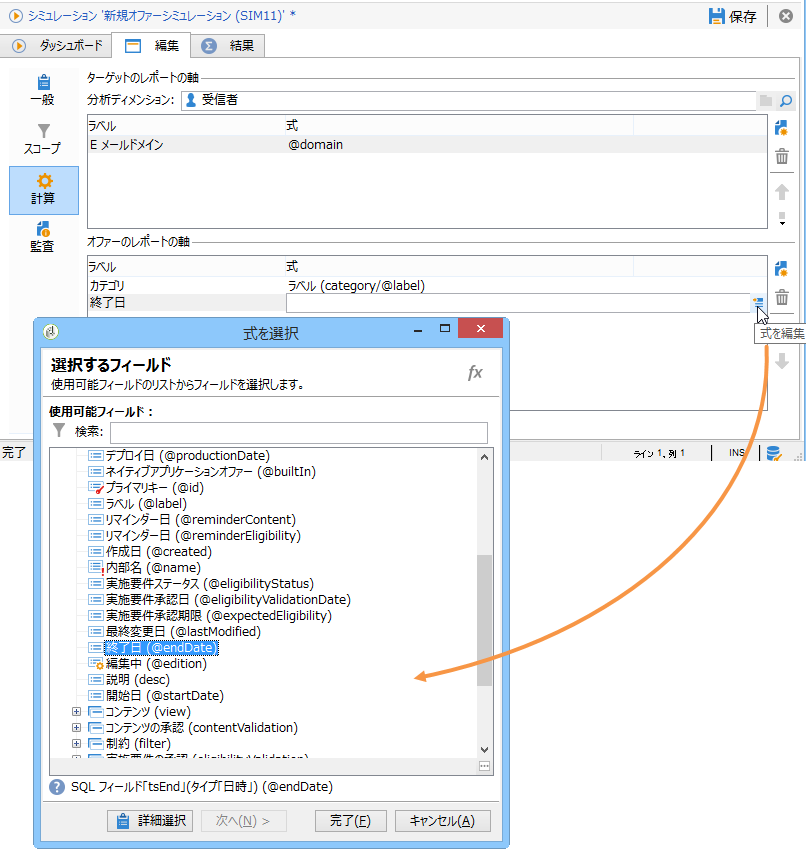 シミュレーション '新規オファーシミュレーション (SIM11)' *
保存
ダッシュボード
編集
結果
一般
スコープ
計算
監査
ターゲットのレポートの軸
分析ディメンション: 受信者
ラベル 式
E メールドメイン @domain
オファーのレポートの軸
ラベル 式
カテゴリ ラベル (category/@label)
終了日
式を編集
完了
ライン 1, 列 1
INS
式を選択
選択するフィールド
使用可能フィールドのリストからフィールドを選択します。
fx
使用可能フィールド :
検索:
デプロイ日 (@productionDate)
ネイティブアプリケーションオファー (@builtIn)
プライマリキー (@id)
ラベル (@label)
リマインダー日 (@reminderContent)
リマインダー日 (@reminderEligibility)
作成日 (@created)
内部名 (@name)
実施要件ステータス (@eligibilityStatus)
実施要件承認日 (@eligibilityValidationDate)
実施要件承認期限 (@expectedEligibility)
最終変更日 (@lastModified)
終了日 (@endDate)
編集中 (@edition)
説明 (desc)
開始日 (@startDate)
コンテンツ (view)
コンテンツの承認 (contentValidation)
制約 (filter)
実施要件の承認 (eligibilityValidation)
SQL フィールド「tsEnd」(タイプ「日時」) (@endDate)
詳細選択
次へ(N) >
完了(F)
キャンセル(A)